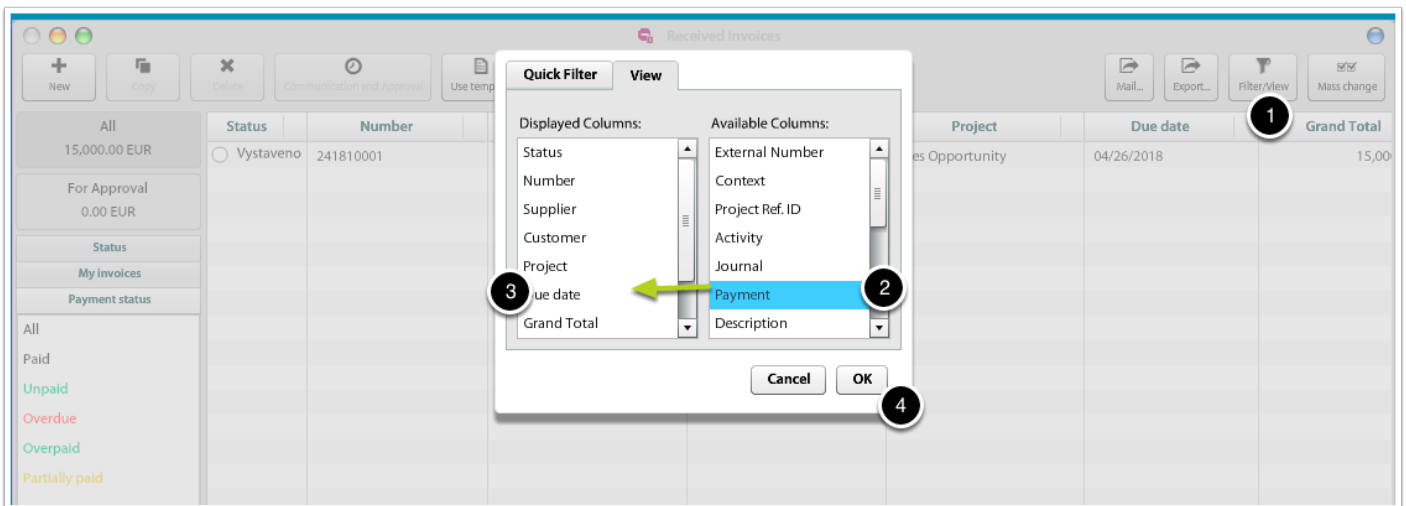 Received Invoices
New
Copy
Delete
Communication and Approval
Use temp
Mail...
Export...
Filter/View
Mass change
1
All
15,000.00 EUR
For Approval
0.00 EUR
Status
My invoices
Payment status
All
Paid
Unpaid
Overdue
Overpaid
Partially paid
Status Number Project Due date Grand Total
Vystaveno 241810001 es Opportunity 04/26/2018 15,00
Quick Filter View
Displayed Columns:
Status
Number
Supplier
Customer
Project
ue date
Grand Total
3
Available Columns:
External Number
Context
Project Ref. ID
Activity
Journal
Payment
Description
2
Cancel OK
4